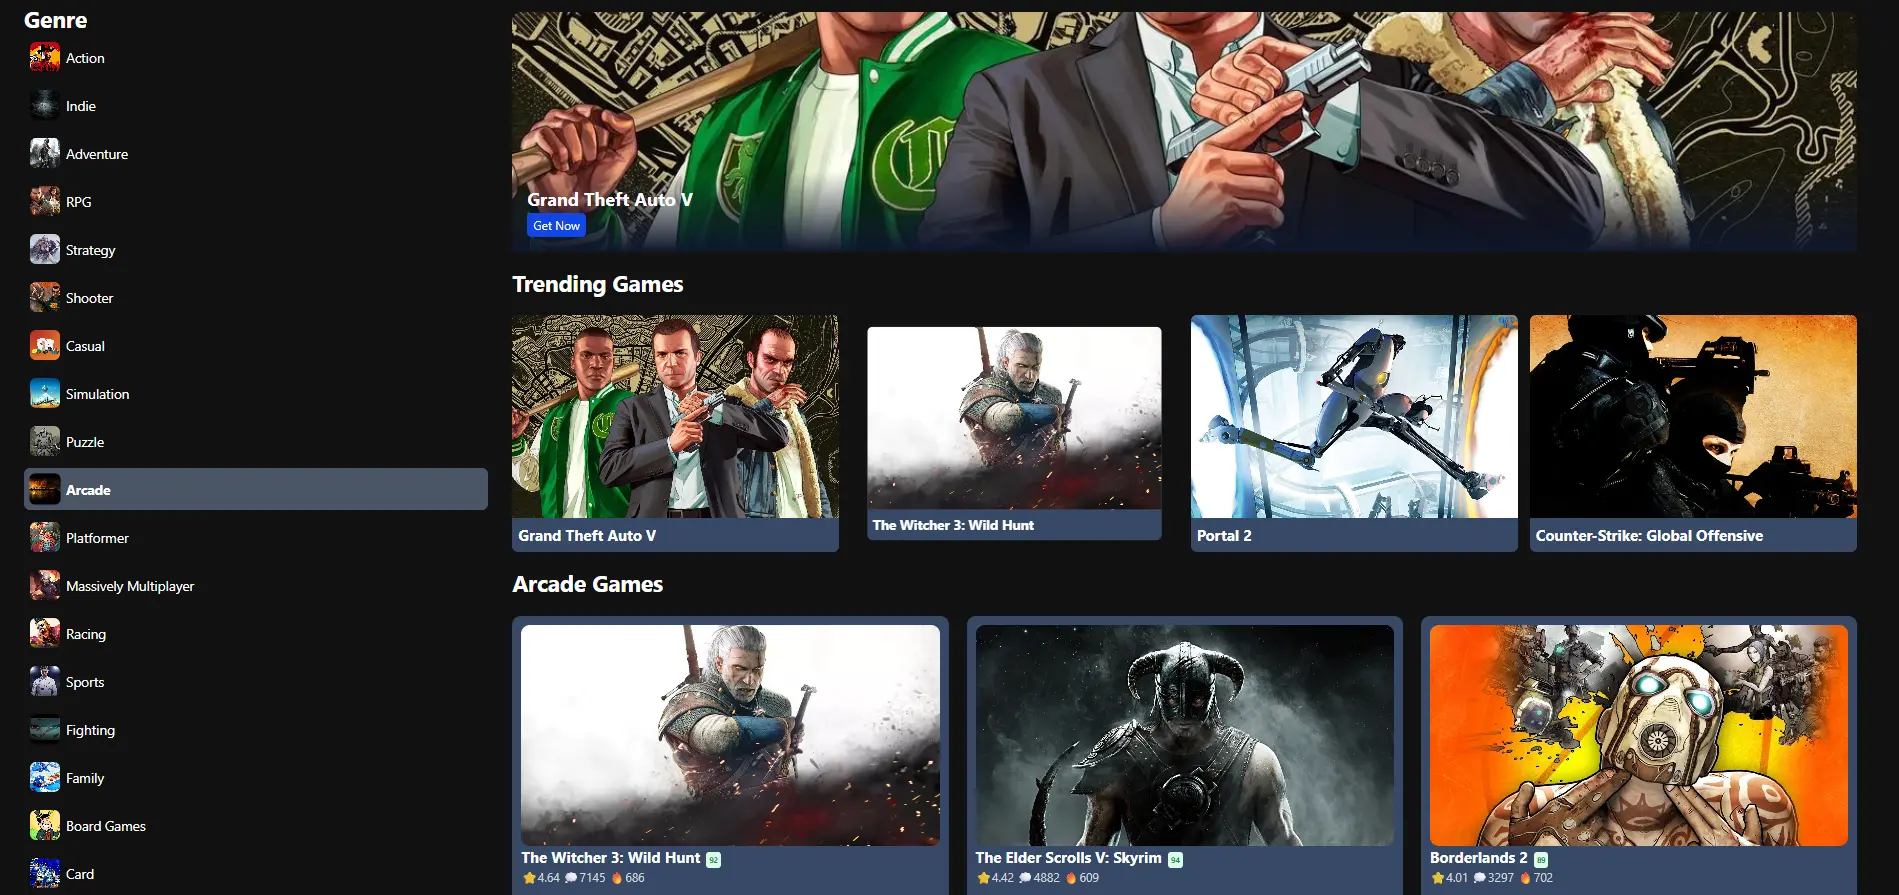 Genre
Action
Indie
Adventure
RPG
Strategy
Shooter
Casual
Simulation
Puzzle
Arcade
Platformer
Massively Multiplayer
Racing
Sports
Fighting
Family
Board Games
Card
Grand Theft Auto V
Get Now
Trending Games
Grand Theft Auto V
The Witcher 3: Wild Hunt
Portal 2
Counter-Strike: Global Offensive
Arcade Games
The Witcher 3: Wild Hunt 92
4.64 7145 686
The Elder Scrolls V: Skyrim 94
4.42 4882 609
Borderlands 2 89
4.01 3297 702